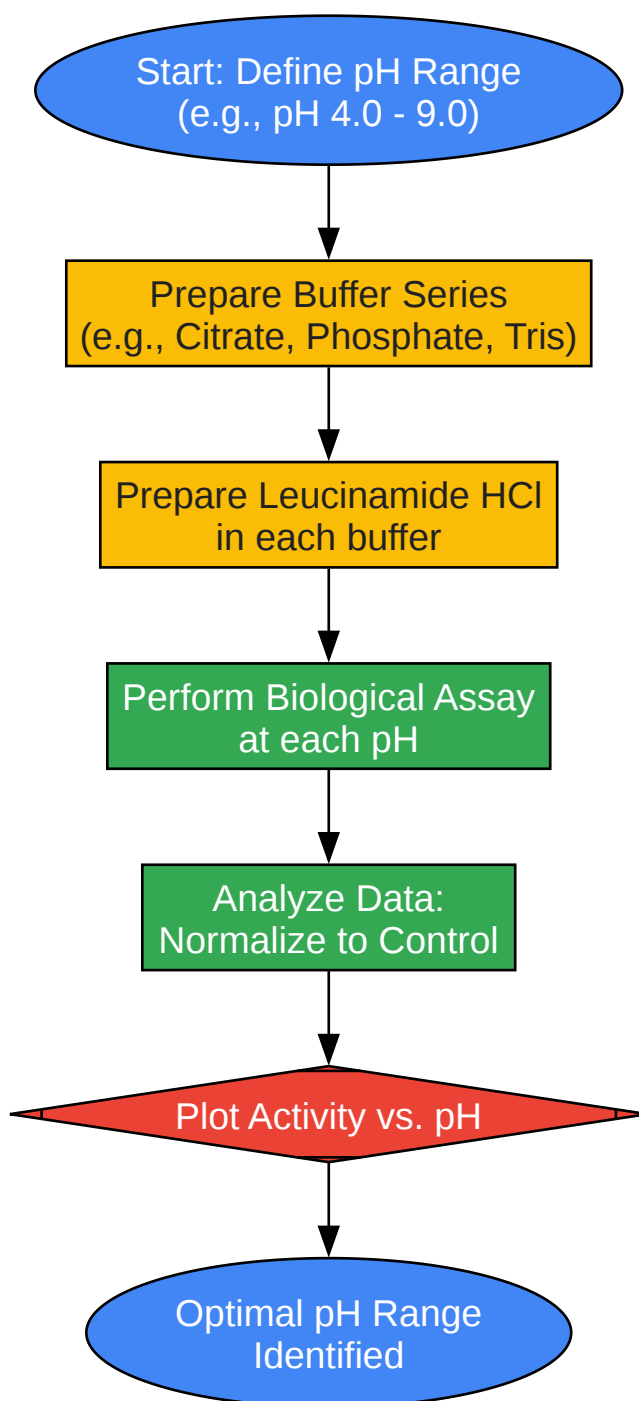 Start: Define pH Range
(e.g., pH 4.0 - 9.0)
Prepare Buffer Series
(e.g., Citrate, Phosphate, Tris)
Prepare Leucinamide HCl
in each buffer
Perform Biological Assay
at each pH
Analyze Data:
Normalize to Control
Plot Activity vs. pH
Optimal pH Range
Identified